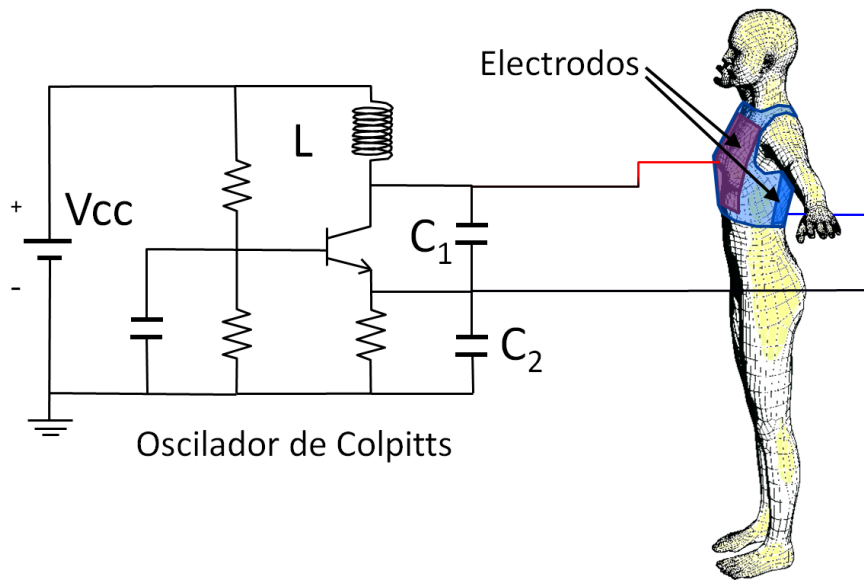 Electrodos
L
+
Vcc
-
C₁
C₂
Oscilador de Colpitts